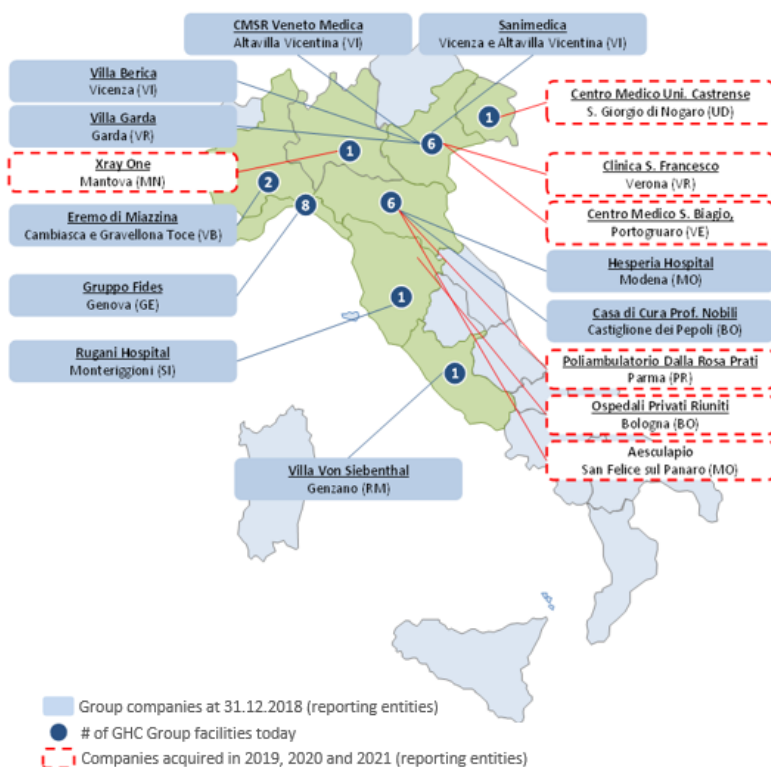 CMSR Veneto Medica
Altavilla Vicentina (VI)
Sanimedica
Vicenza e Altavilla Vicentina (VI)
Villa Berica
Vicenza (VI)
Villa Garda
Garda (VR)
Xray One
Mantova (MN)
Eremo di Miazzina
Cambiasca e Gravellona Toce (VB)
Gruppo Fides
Genova (GE)
Rugani Hospital
Monteriggioni (SI)
Villa Von Siebenthal
Genzano (RM)
1
6
1
2
8
6
1
1
Centro Medico Uni. Castrense
S. Giorgio di Nogaro (UD)
Clinica S. Francesco
Verona (VR)
Centro Medico S. Biagio,
Portogruaro (VE)
Hesperia Hospital
Modena (MO)
Casa di Cura Prof. Nobili
Castiglione dei Pepoli (BO)
Poliambulatorio Dalla Rosa Prati
Parma (PR)
Ospedali Privati Riuniti
Bologna (BO)
Aesculapio
San Felice sul Panaro (MO)
Group companies at 31.12.2018 (reporting entities)
# of GHC Group facilities today
Companies acquired in 2019, 2020 and 2021 (reporting entities)